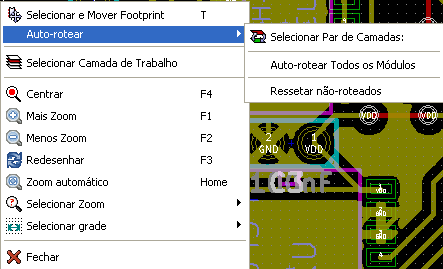 Selecionar e Mover Footprint T
Auto-rotear
Selecionar Camada de Trabalho
Centrar F4
Mais Zoom F1
Menos Zoom F2
Redesenhar F3
Zoom automático Home
Selecionar Zoom
Selecionar grade
Fechar
Selecionar Par de Camadas:
Auto-rotear Todos os Módulos
Ressetar não-roteados
2
GND
1
VDD
C3
VDD